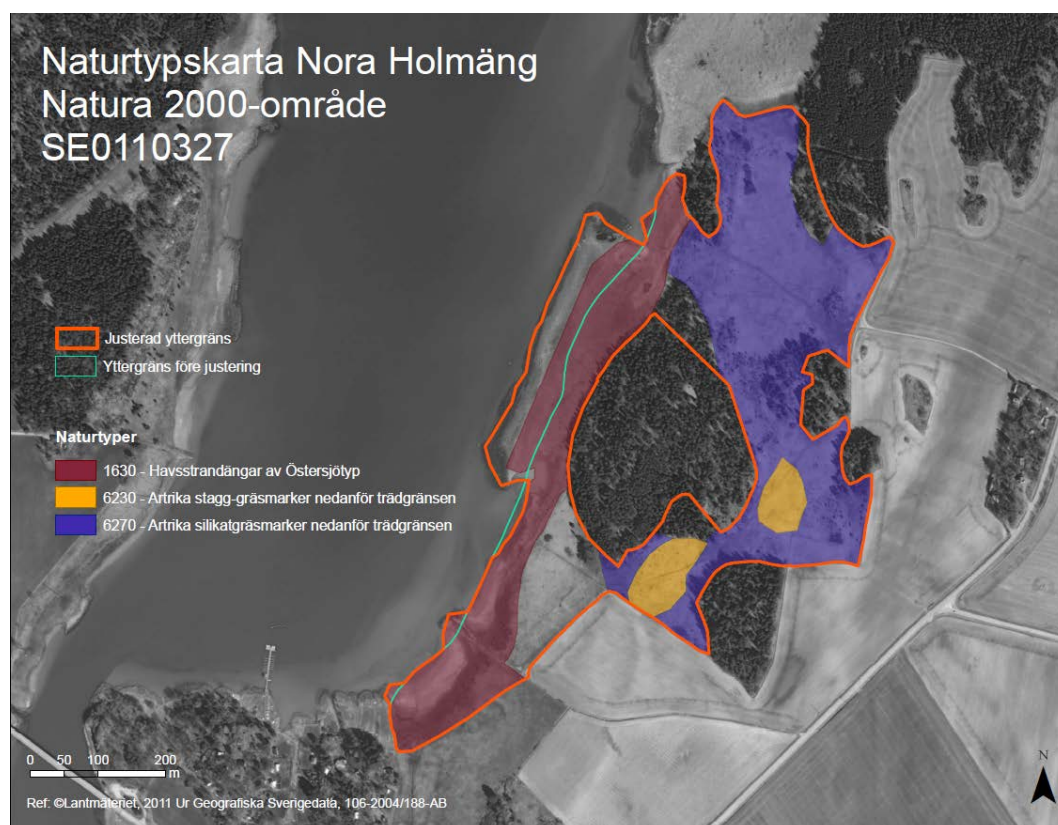 Naturtypskarta Nora Holmäng
Natura 2000-område
SE0110327
Justerad yttergräns
Yttergräns före justering
Naturtyper
1630 - Havsstrandängar av Östersjötyp
6230 - Artrika stagg-gräsmarker nedanför trädgränsen
6270 - Artrika silikatgräsmarker nedanför trädgränsen
0 50 100 200
m
N
Ref: ©Lantmäteriet, 2011 Ur Geografiska Sverigedata, 106-2004/188-AB